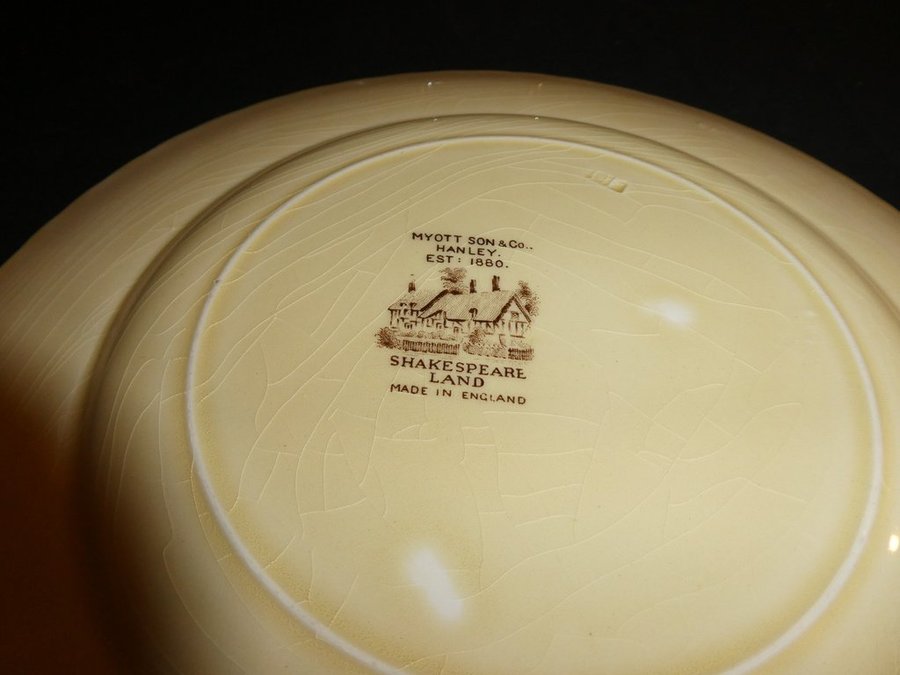 MYOTT SON & Co..
HANLEY.
EST: 1880.
SHAKESPEARE
LAND
MADE IN ENGLAND